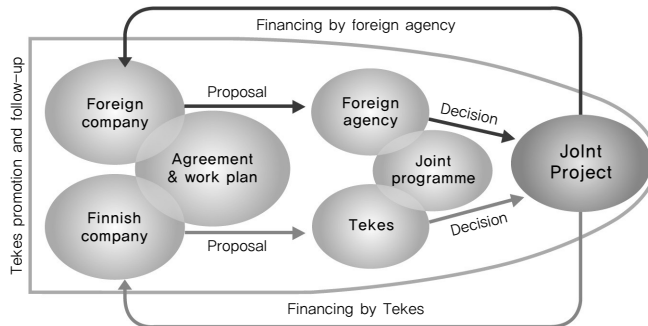 Financing by foreign agency
Tekes promotion and follow-up
Foreign
company
Proposal
Foreign
agency
Decision
Agreement
& work plan
Joint
programme
JoInt
Project
Finnish
company
Proposal
Tekes
Decision
Financing by Tekes